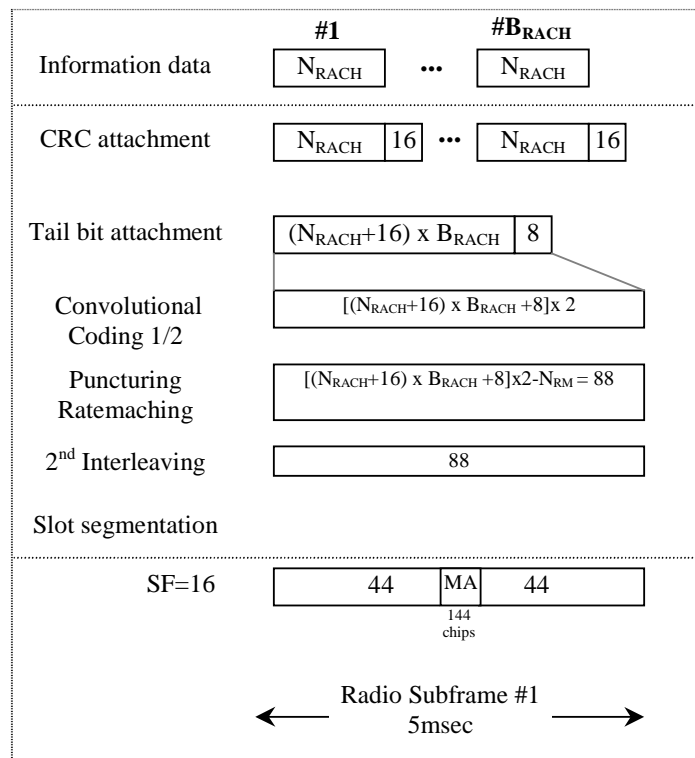 #1 #B_RACH
Information data N_RACH ... N_RACH
CRC attachment N_RACH 16 ... N_RACH 16
Tail bit attachment (N_RACH+16) x B_RACH 8
Convolutional
Coding 1/2
[(N_RACH+16) x B_RACH +8]x 2
Puncturing
Ratemaching
[(N_RACH+16) x B_RACH +8]x2-N_RM = 88
2nd Interleaving 88
Slot segmentation
SF=16 44 MA 44
144
chips
Radio Subframe #1
5msec